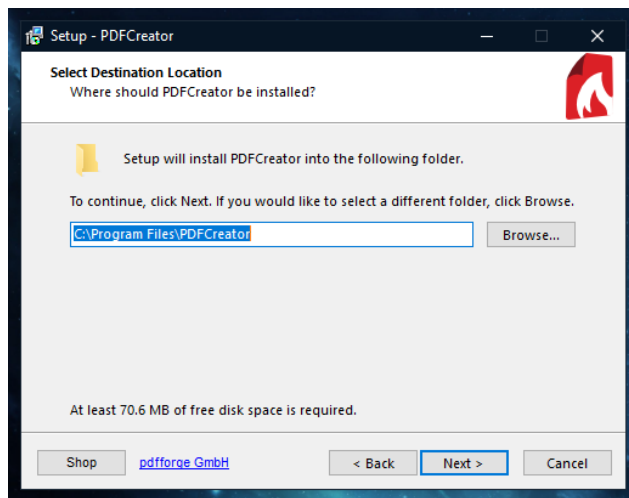 Setup - PDFCreator
Select Destination Location
Where should PDFCreator be installed?
Setup will install PDFCreator into the following folder.
To continue, click Next. If you would like to select a different folder, click Browse.
C:\Program Files\PDFCreator
Browse...
At least 70.6 MB of free disk space is required.
Shop
pdfforge GmbH
< Back
Next >
Cancel